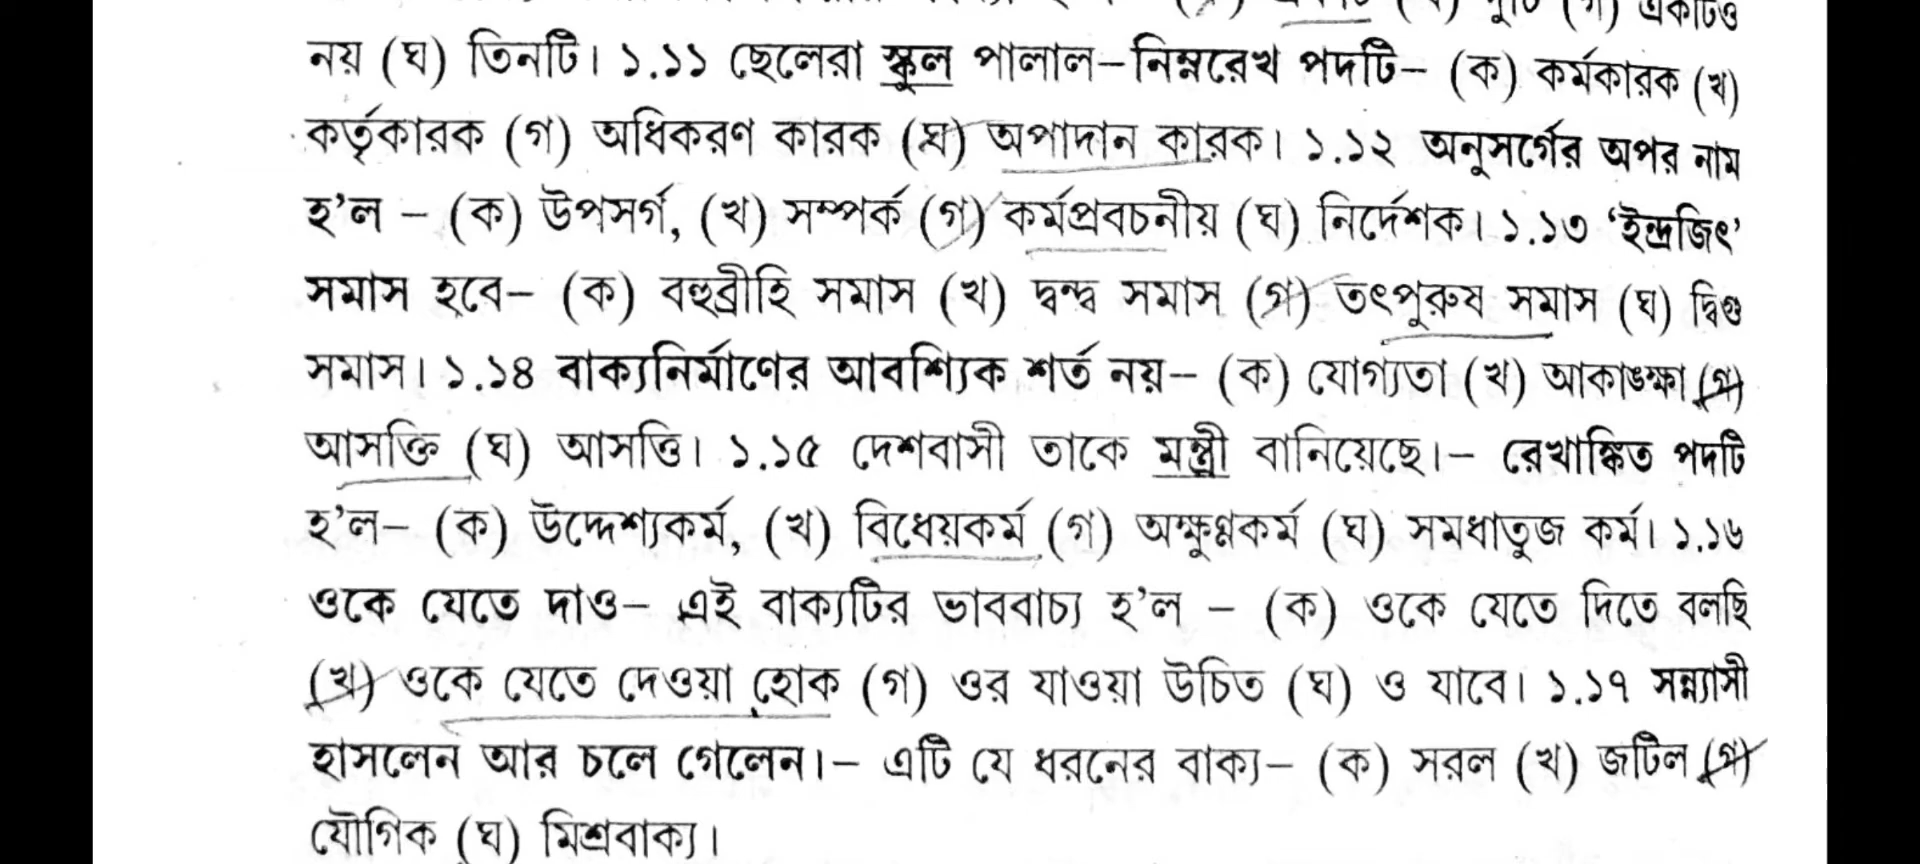 দুটি (গ) একটিও
নয় (ঘ) তিনটি। ১.১১ ছেলেরা স্কুল পালাল–নিম্নরেখ পদটি– (ক) কর্মকারক (খ)
কর্তৃকারক (গ) অধিকরণ কারক (ঘ) অপাদান কারক। ১.১২ অনুসর্গের অপর নাম
হ'ল – (ক) উপসর্গ, (খ) সম্পর্ক (গ) কর্মপ্রবচনীয় (ঘ) নির্দেশক। ১.১৩ ‘ইন্দ্রজিৎ’
সমাস হবে– (ক) বহুব্রীহি সমাস (খ) দ্বন্দ্ব সমাস (গ) তৎপুরুষ সমাস (ঘ) দ্বিগু
সমাস। ১.১৪ বাক্যনির্মাণের আবশ্যিক শর্ত নয়– (ক) যোগ্যতা (খ) আকাঙক্ষা (গ)
আসক্তি (ঘ) আসত্তি। ১.১৫ দেশবাসী তাকে মন্ত্রী বানিয়েছে।– রেখাঙ্কিত পদটি
হ'ল– (ক) উদ্দেশ্যকর্ম, (খ) বিধেয়কর্ম (গ) অক্ষুণ্নকর্ম (ঘ) সমধাতুজ কর্ম। ১.১৬
ওকে যেতে দাও– এই বাক্যটির ভাববাচ্য হ'ল – (ক) ওকে যেতে দিতে বলছি
(খ) ওকে যেতে দেওয়া হোক (গ) ওর যাওয়া উচিত (ঘ) ও যাবে। ১.১৭ সন্ন্যাসী
হাসলেন আর চলে গেলেন।– এটি যে ধরনের বাক্য– (ক) সরল (খ) জটিল (গ)
যৌগিক (ঘ) মিশ্রবাক্য।